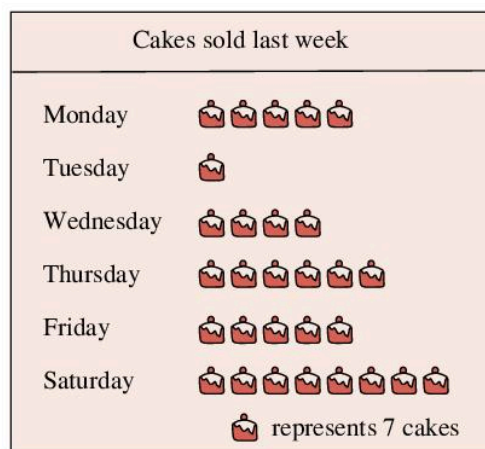 Cakes sold last week
Monday
Tuesday
Wednesday
Thursday
Friday
Saturday
represents 7 cakes